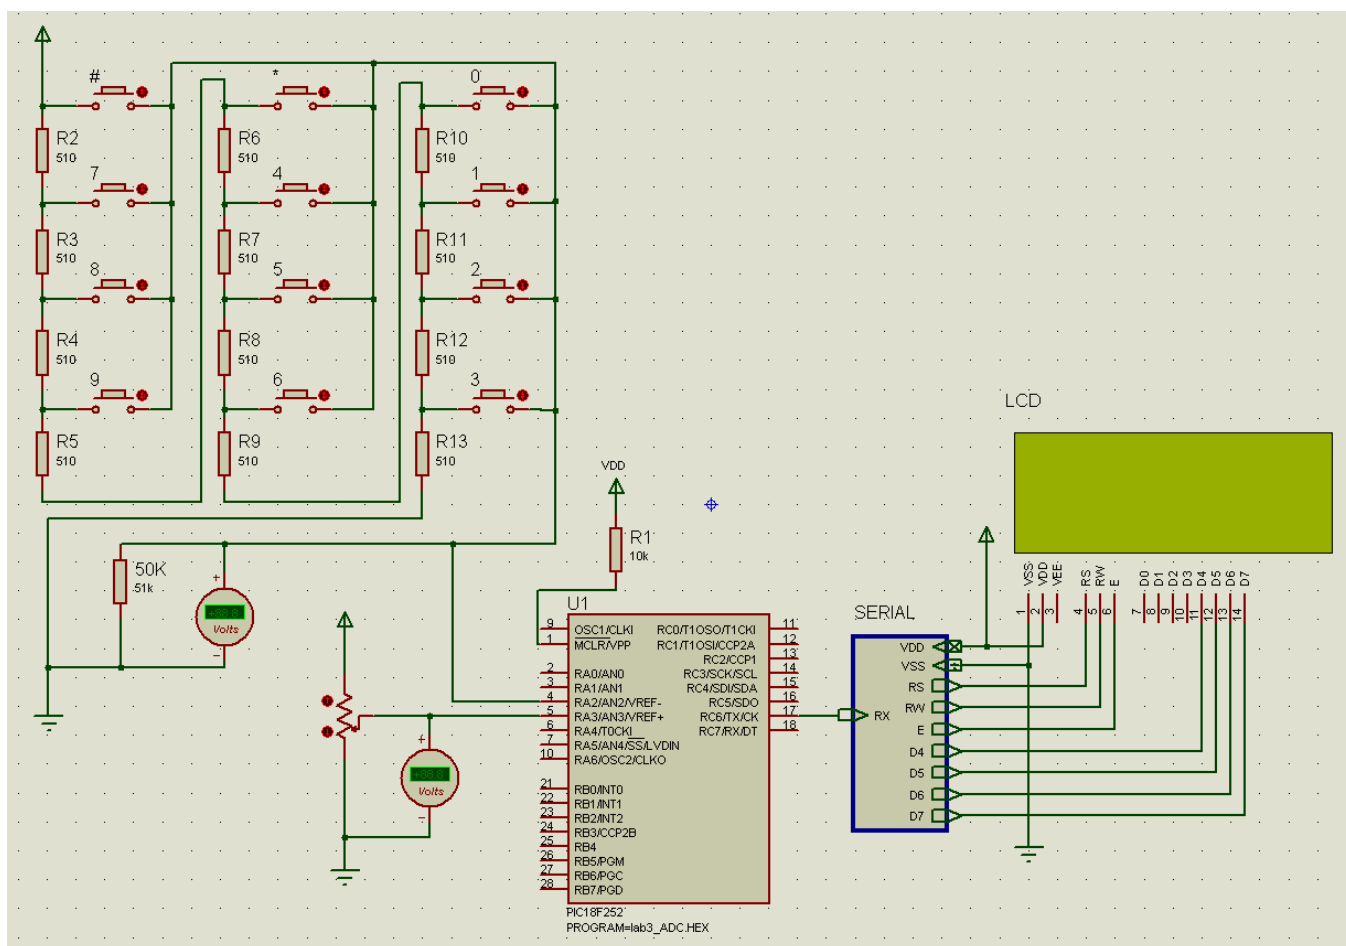 # * 0
R2
510
R6
510
R10
510
7 4 1
R3
510
R7
510
R11
510
8 5 2
R4
510
R8
510
R12
510
9 6 3
R5
510
R9
510
R13
510
LCD
VSS
VDD
VEE
RS
RW
E
D0
D1
D2
D3
D4
D5
D6
D7
1
2
3
4
5
6
7
8
9
10
11
12
13
14
VDD
R1
10k
50K
51k
+88.8
Volts
+88.8
Volts
U1
9 OSC1/CLKI
1 MCLR/VPP
2 RA0/AN0
3 RA1/AN1
4 RA2/AN2/VREF-
5 RA3/AN3/VREF+
6 RA4/T0CKI
7 RA5/AN4/SS/LVDIN
10 RA6/OSC2/CLKO
21 RB0/INT0
22 RB1/INT1
23 RB2/INT2
24 RB3/CCP2B
25 RB4
26 RB5/PGM
27 RB6/PGC
28 RB7/PGD
RC0/T1OSO/T1CKI 11
RC1/T1OSI/CCP2A 12
RC2/CCP1 13
RC3/SCK/SCL 14
RC4/SDI/SDA 15
RC5/SDO 16
RC6/TX/CK 17
RC7/RX/DT 18
PIC18F252
PROGRAM=lab3_ADC.HEX
SERIAL
RX
VDD
VSS
RS
RW
E
D4
D5
D6
D7